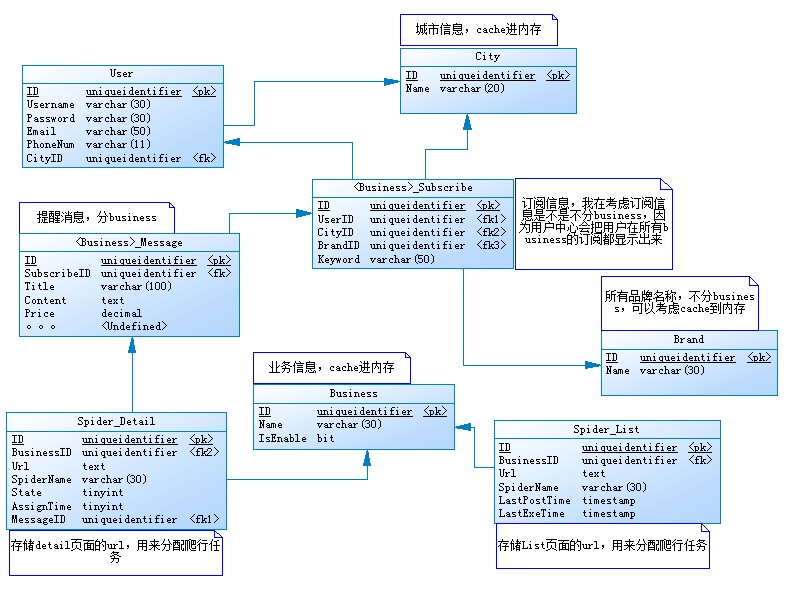 城市信息，cache进内存
City
ID uniqueidentifier <pk>
Name varchar(20)
User
ID uniqueidentifier <pk>
Username varchar(30)
Password varchar(30)
Email varchar(50)
PhoneNum varchar(11)
CityID uniqueidentifier <fk>
<Business>_Subscribe
ID uniqueidentifier <pk>
UserID uniqueidentifier <fk1>
CityID uniqueidentifier <fk2>
BrandID uniqueidentifier <fk3>
Keyword varchar(50)
订阅信息，我在考虑订阅信
息是不是不分business，因
为用户中心会把用户在所有b
usiness的订阅都显示出来
提醒消息，分business
<Business>_Message
ID uniqueidentifier <pk>
SubscribeID uniqueidentifier <fk>
Title varchar(100)
Content text
Price decimal
。。。 <Undefined>
所有品牌名称，不分busines
s，可以考虑cache到内存
Brand
ID uniqueidentifier <pk>
Name varchar(30)
业务信息，cache进内存
Business
ID uniqueidentifier <pk>
Name varchar(30)
IsEnable bit
Spider_Detail
ID uniqueidentifier <pk>
BusinessID uniqueidentifier <fk2>
Url text
SpiderName varchar(30)
State tinyint
AssignTime tinyint
MessageID uniqueidentifier <fk1>
存储detail页面的url，用来分配爬行任
务
Spider_List
ID uniqueidentifier <pk>
BusinessID uniqueidentifier <fk>
Url text
SpiderName varchar(30)
LastPostTime timestamp
LastExeTime timestamp
存储List页面的url，用来分配爬行任务